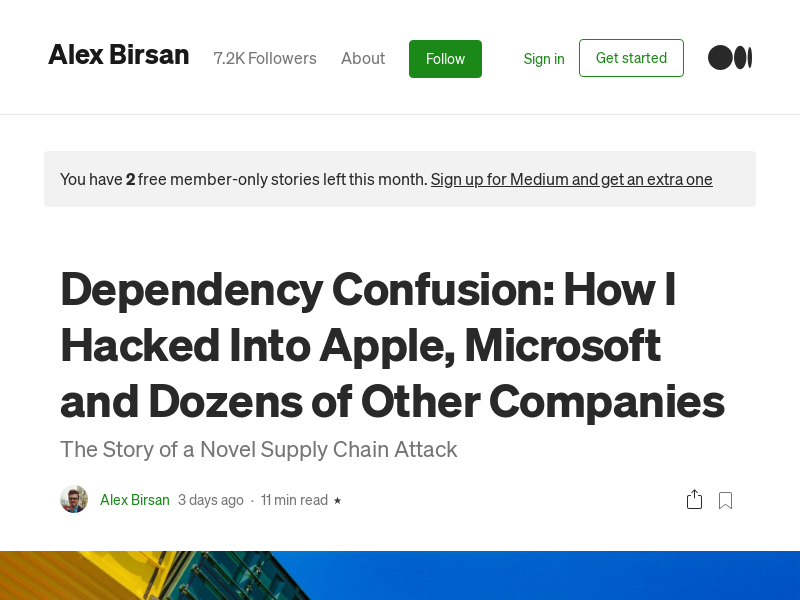 Alex Birsan 7.2K Followers About Follow Sign in Get started
You have 2 free member-only stories left this month. Sign up for Medium and get an extra one
Dependency Confusion: How I
Hacked Into Apple, Microsoft
and Dozens of Other Companies
The Story of a Novel Supply Chain Attack
Alex Birsan 3 days ago · 11 min read ★